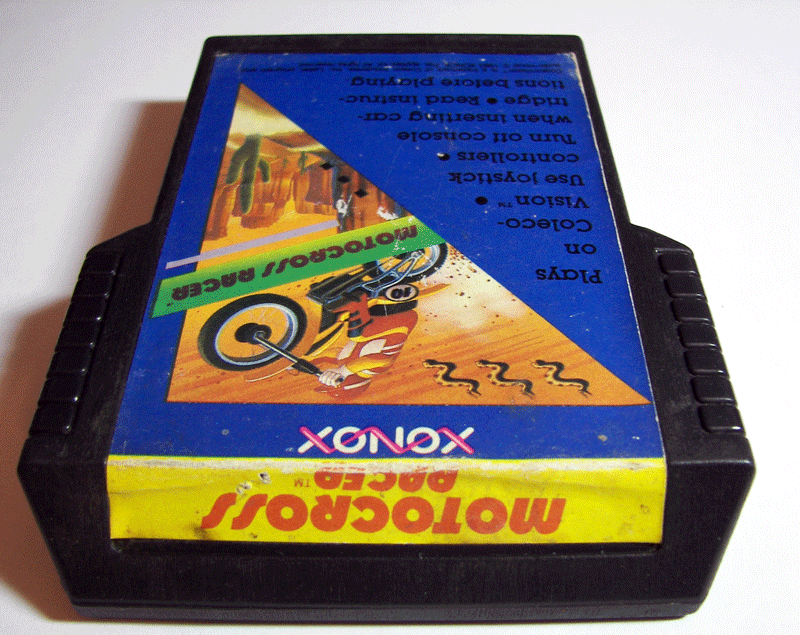 MOTOCROSS
RACER™
XONOX
MOTOCROSS RACER™
Plays
on
Coleco-
Vision™ •
Use joystick
controllers •
Turn off console
when inserting car-
tridge • Read instruc-
tions before playing